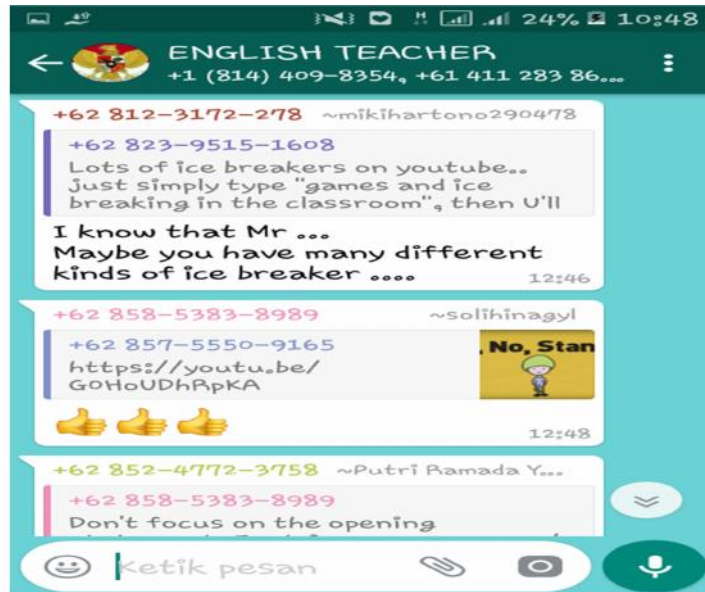 24% 10:48
ENGLISH TEACHER
+1 (814) 409-8354, +61 411 283 86...
+62 812-3172-278 ~mikihartono290478
+62 823-9515-1608
Lots of ice breakers on youtube..
just simply type "games and ice
breaking in the classroom", then U'll
I know that Mr ...
Maybe you have many different
kinds of ice breaker ....
12:46
+62 858-5383-8989 ~solihinagyl
+62 857-5550-9165
https://youtu.be/
G0HoUDhRpKA
, No, Stan
12:48
+62 852-4772-3758 ~Putri Ramada Y...
+62 858-5383-8989
Don't focus on the opening
Ketik pesan